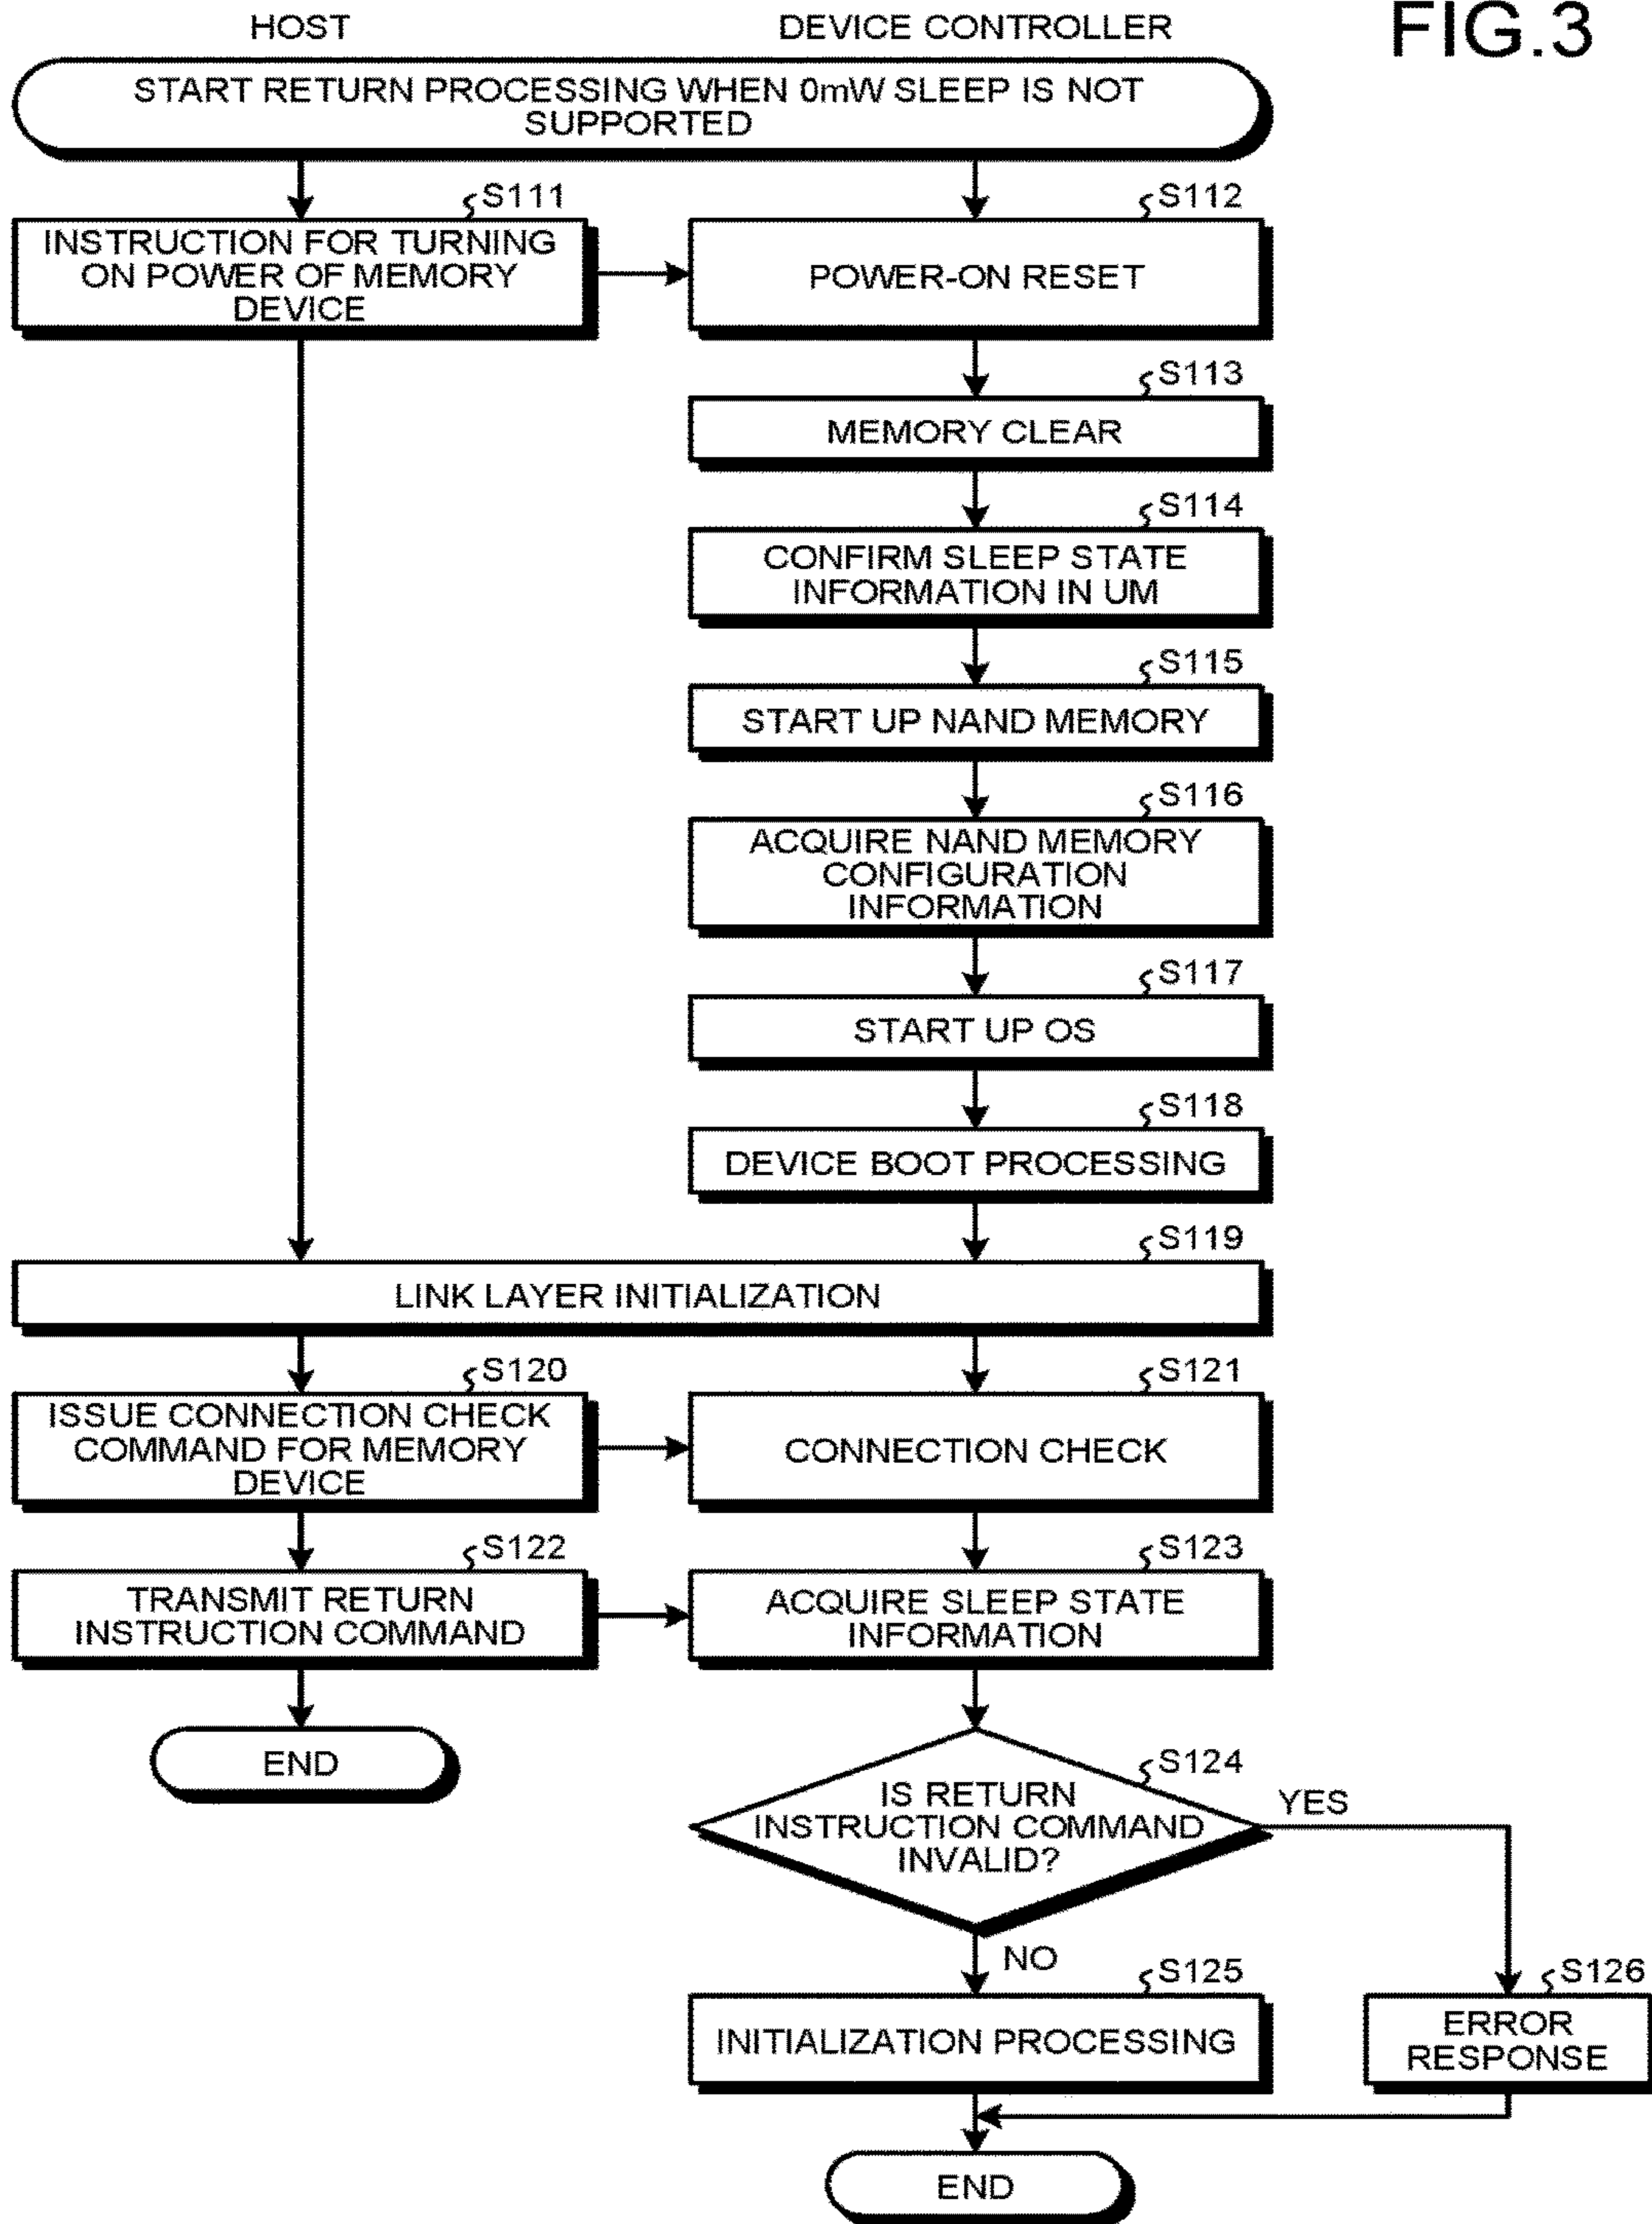 FIG.3
HOST
DEVICE CONTROLLER
START RETURN PROCESSING WHEN 0mW SLEEP IS NOT
SUPPORTED
S111
INSTRUCTION FOR TURNING
ON POWER OF MEMORY
DEVICE
S112
POWER-ON RESET
S113
MEMORY CLEAR
S114
CONFIRM SLEEP STATE
INFORMATION IN UM
S115
START UP NAND MEMORY
S116
ACQUIRE NAND MEMORY
CONFIGURATION
INFORMATION
S117
START UP OS
S118
DEVICE BOOT PROCESSING
S119
LINK LAYER INITIALIZATION
S120
ISSUE CONNECTION CHECK
COMMAND FOR MEMORY
DEVICE
S121
CONNECTION CHECK
S122
TRANSMIT RETURN
INSTRUCTION COMMAND
S123
ACQUIRE SLEEP STATE
INFORMATION
END
S124
IS RETURN
INSTRUCTION COMMAND
INVALID?
YES
NO
S125
INITIALIZATION PROCESSING
S126
ERROR
RESPONSE
END